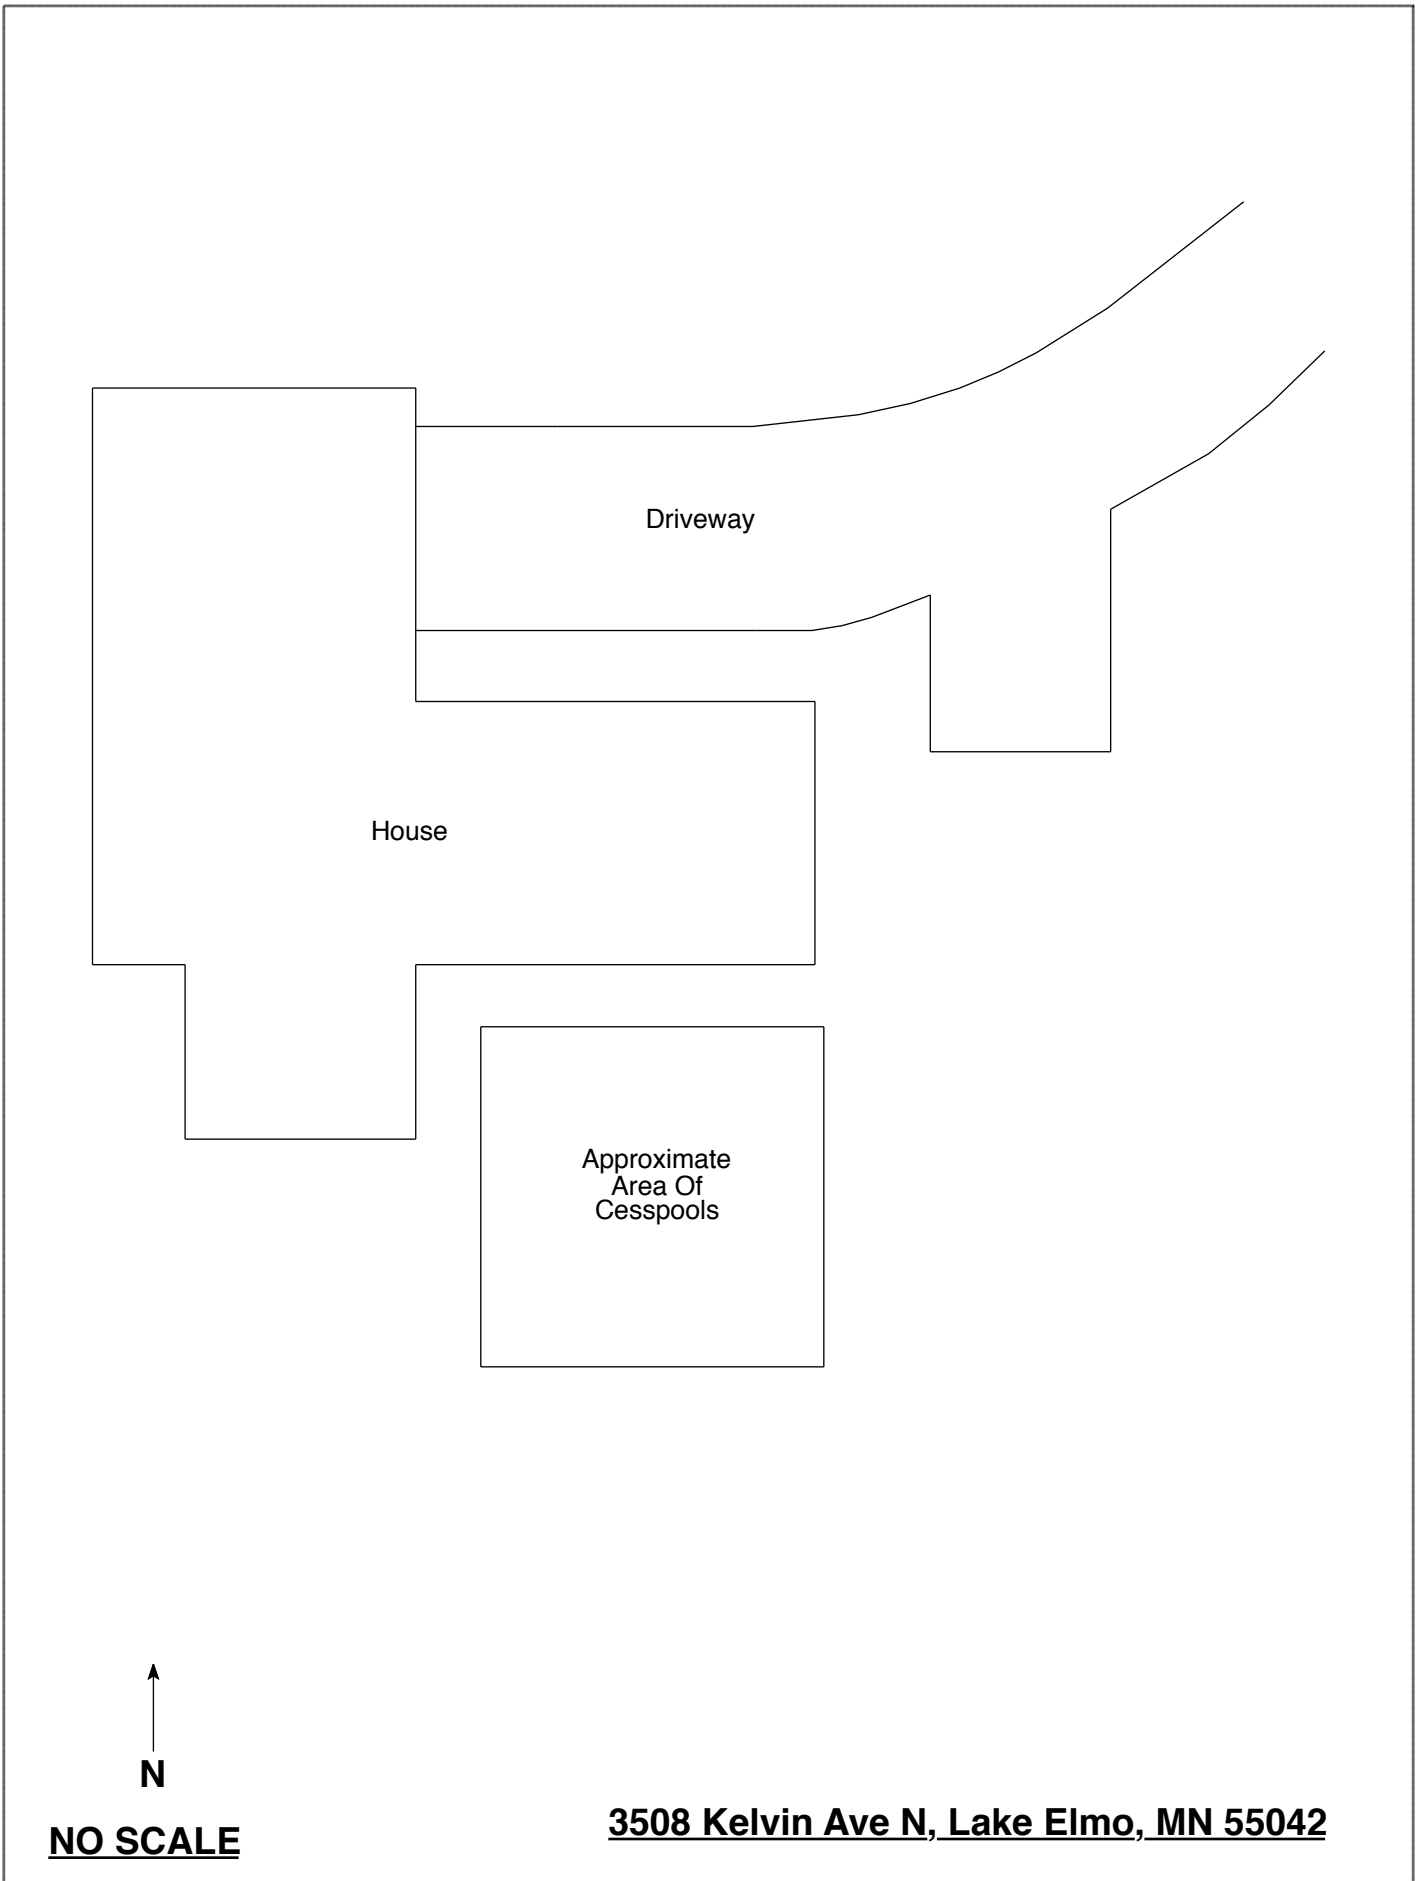 Driveway
House
Approximate
Area Of
Cesspools
N
NO SCALE
3508 Kelvin Ave N, Lake Elmo, MN 55042